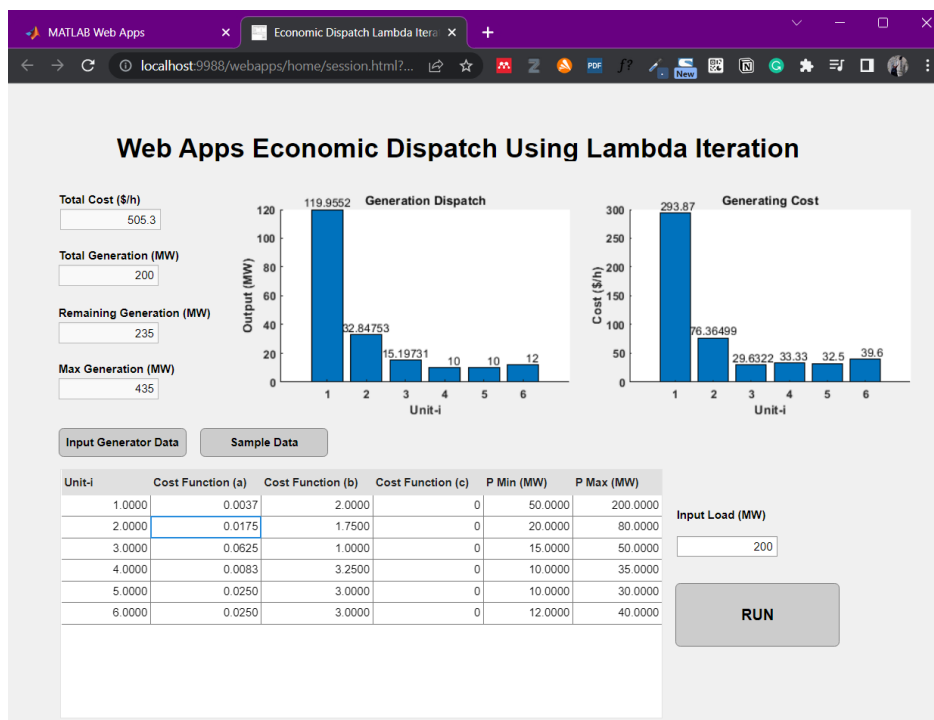 MATLAB Web Apps
Economic Dispatch Lambda Itera
localhost:9988/webapps/home/session.html?...
PDF
f?
New
Web Apps Economic Dispatch Using Lambda Iteration
Total Cost ($/h)
505.3
Total Generation (MW)
200
Remaining Generation (MW)
235
Max Generation (MW)
435
Generation Dispatch
Output (MW)
120
100
80
60
40
20
0
119.9552
32.84753
15.19731
10
10
12
1 2 3 4 5 6
Unit-i
Generating Cost
Cost ($/h)
300
250
200
150
100
50
0
293.87
76.36499
29.6322
33.33
32.5
39.6
1 2 3 4 5 6
Unit-i
Input Generator Data
Sample Data
Unit-i Cost Function (a) Cost Function (b) Cost Function (c) P Min (MW) P Max (MW)
1.0000 0.0037 2.0000 0 50.0000 200.0000
2.0000 0.0175 1.7500 0 20.0000 80.0000
3.0000 0.0625 1.0000 0 15.0000 50.0000
4.0000 0.0083 3.2500 0 10.0000 35.0000
5.0000 0.0250 3.0000 0 10.0000 30.0000
6.0000 0.0250 3.0000 0 12.0000 40.0000
Input Load (MW)
200
RUN